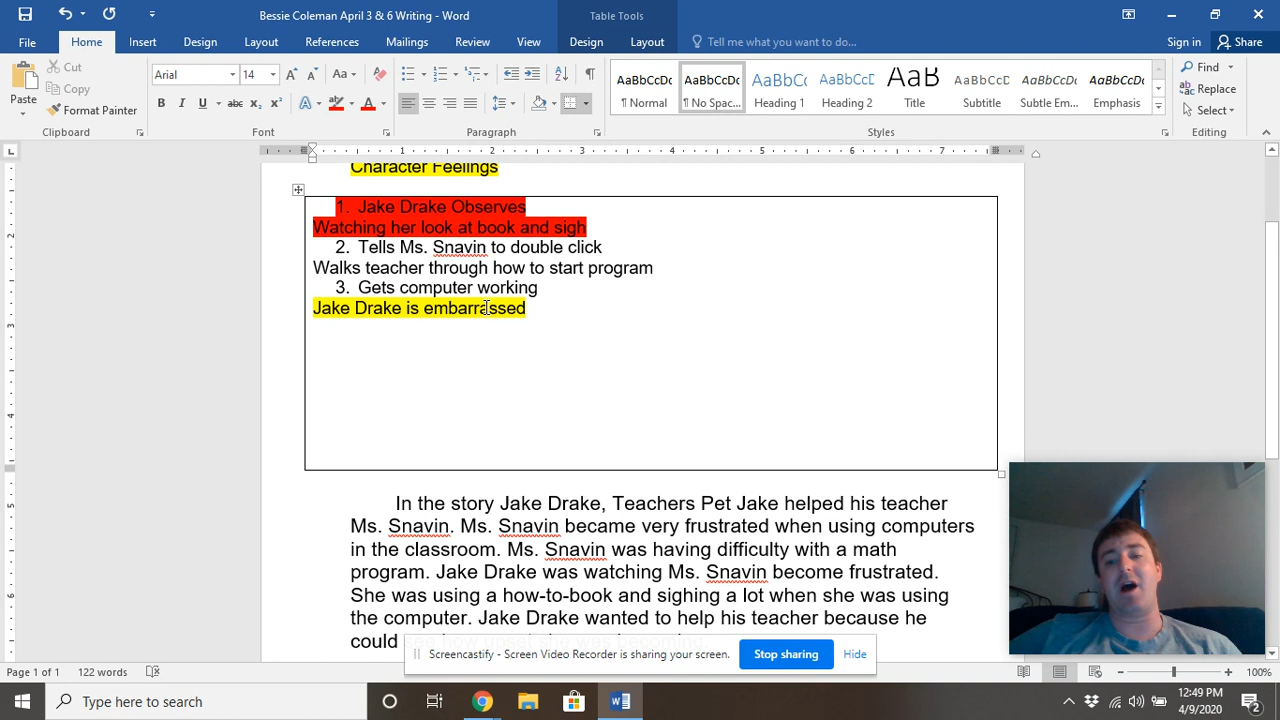 Bessie Coleman April 3 & 6 Writing - Word
Table Tools
File Home Insert Design Layout References Mailings Review View Design Layout Tell me what you want to do... Sign in Share
Cut
Copy
Format Painter
Paste
Clipboard
Arial 14
Font
Paragraph
AaBbCcDc AaBbCcDc AaBbCc AaBbCcE AaB AaBbCcD AaBbCcDt AaBbCcDc
¶ Normal ¶ No Spac... Heading 1 Heading 2 Title Subtitle Subtle Em... Emphasis
Styles
Find
Replace
Select
Editing
Character Feelings
1. Jake Drake Observes
Watching her look at book and sigh
2. Tells Ms. Snavin to double click
Walks teacher through how to start program
3. Gets computer working
Jake Drake is embarrassed
In the story Jake Drake, Teachers Pet Jake helped his teacher
Ms. Snavin. Ms. Snavin became very frustrated when using computers
in the classroom. Ms. Snavin was having difficulty with a math
program. Jake Drake was watching Ms. Snavin become frustrated.
She was using a how-to-book and sighing a lot when she was using
the computer. Jake Drake wanted to help his teacher because he
could see how upset she was becoming.
Screencastify - Screen Video Recorder is sharing your screen. Stop sharing Hide
Page 1 of 1 122 words 100%
Type here to search
12:49 PM
4/9/2020